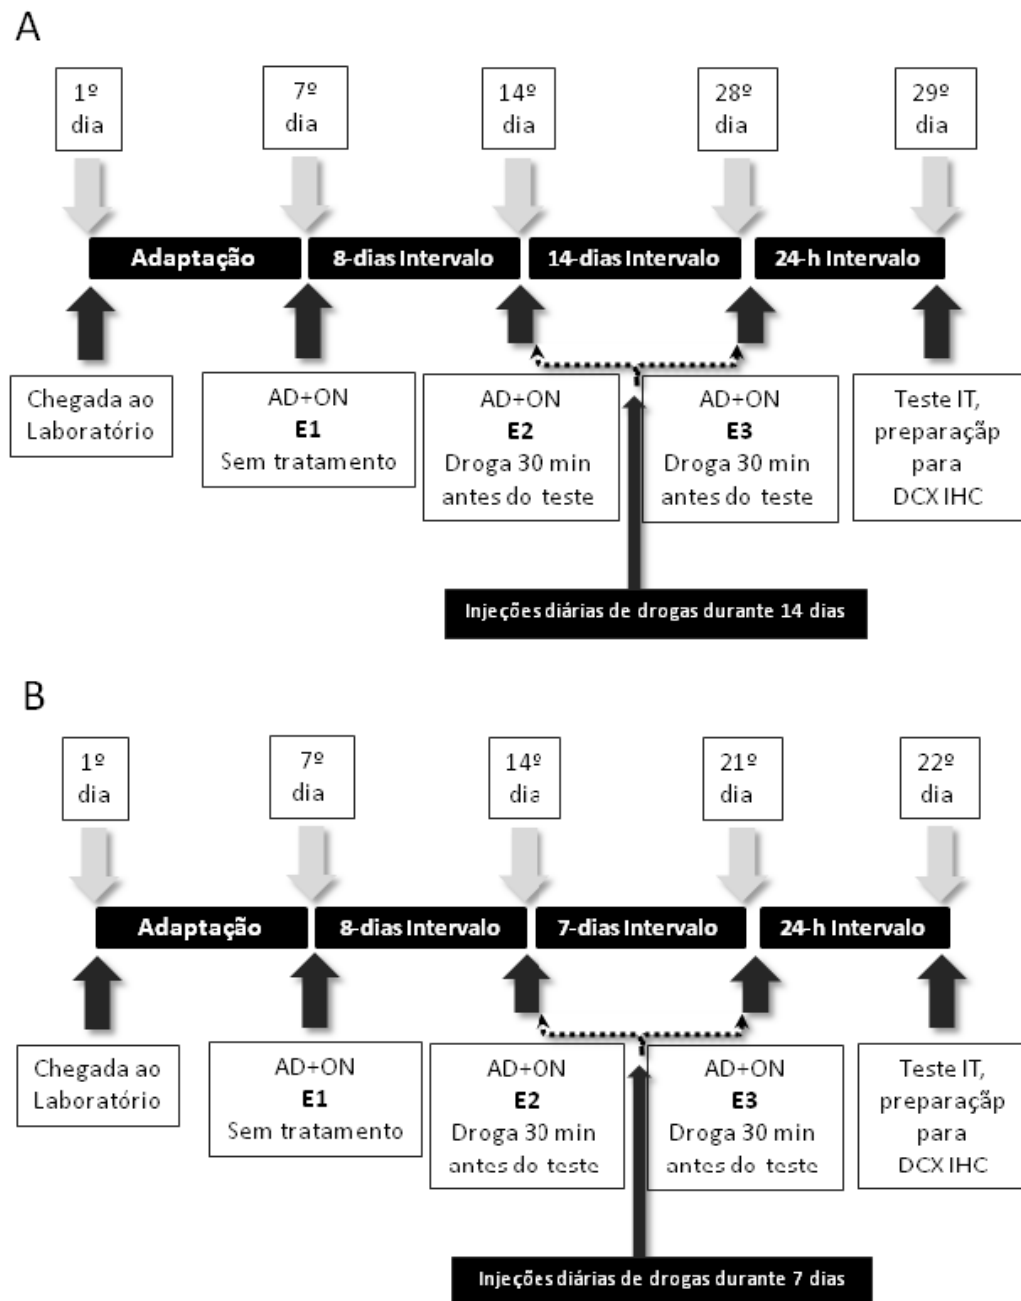 A
1º
dia
7º
dia
14º
dia
28º
dia
29º
dia
Adaptação
8-dias Intervalo
14-dias Intervalo
24-h Intervalo
Chegada ao
Laboratório
AD+ON
E1
Sem tratamento
AD+ON
E2
Droga 30 min
antes do teste
AD+ON
E3
Droga 30 min
antes do teste
Teste IT,
preparaçãp
para
DCX IHC
Injeções diárias de drogas durante 14 dias
B
1º
dia
7º
dia
14º
dia
21º
dia
22º
dia
Adaptação
8-dias Intervalo
7-dias Intervalo
24-h Intervalo
Chegada ao
Laboratório
AD+ON
E1
Sem tratamento
AD+ON
E2
Droga 30 min
antes do teste
AD+ON
E3
Droga 30 min
antes do teste
Teste IT,
preparaçãp
para
DCX IHC
Injeções diárias de drogas durante 7 dias